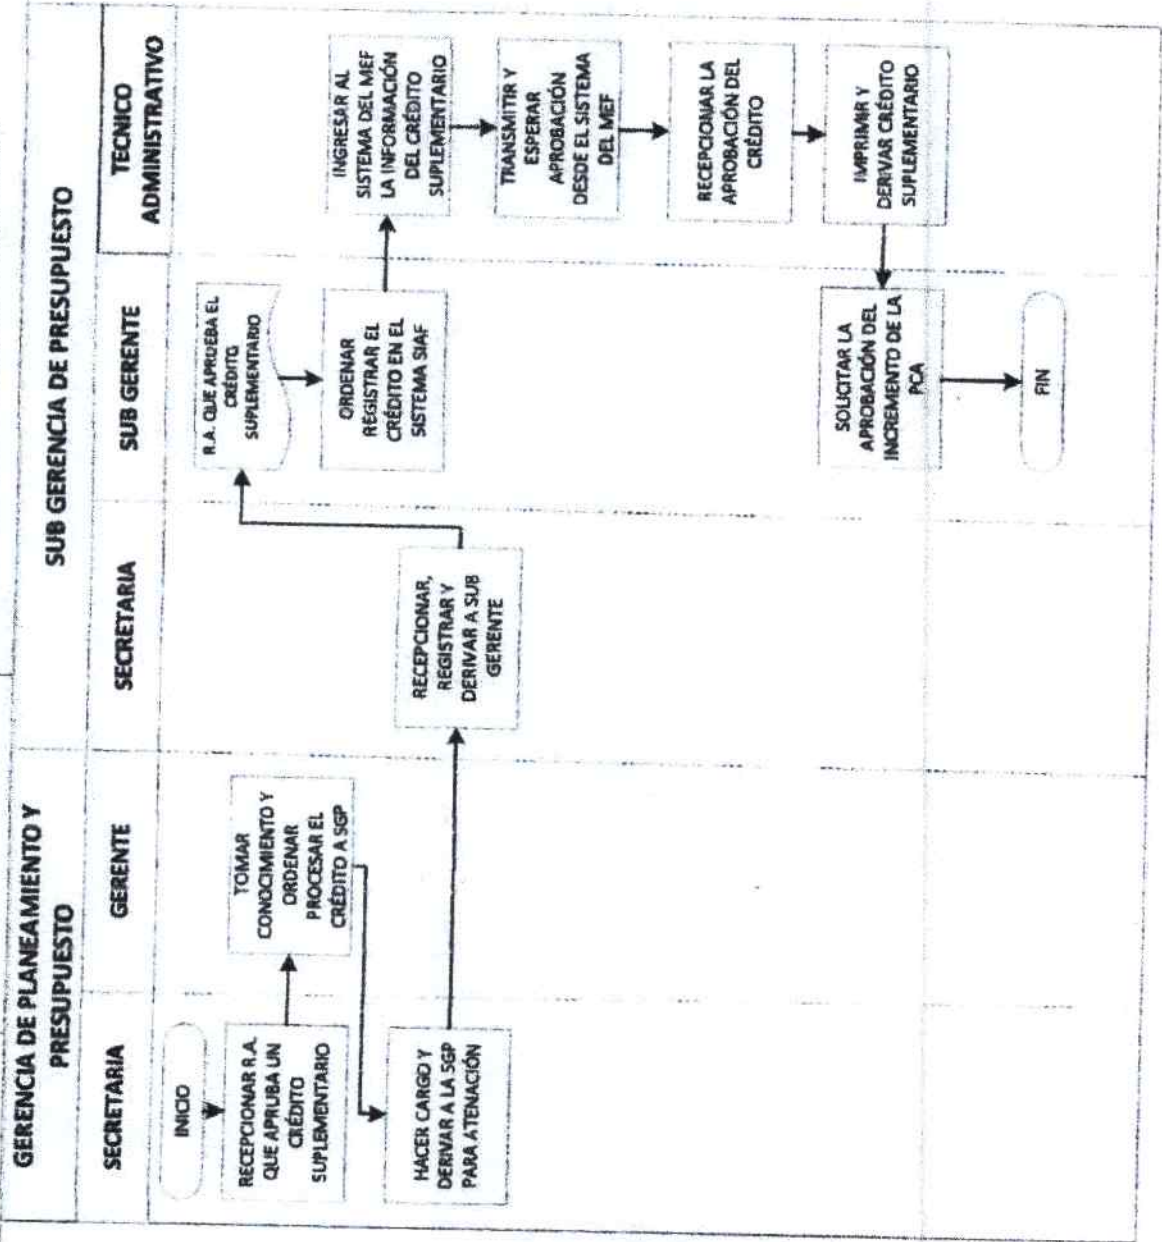 GERENCIA DE PLANEAMIENTO Y
PRESUPUESTO
SUB GERENCIA DE PRESUPUESTO
SECRETARIA
GERENTE
SECRETARIA
SUB GERENTE
TECNICO
ADMINISTRATIVO
INICIO
RECEPCIONAR R.A.
QUE APRUBA UN
CRÉDITO
SUPLEMENTARIO
TOMAR
CONOCIMIENTO Y
ORDENAR
PROCESAR EL
CRÉDITO A SGP
HACER CARGO Y
DERIVAR A LA SGP
PARA ATENACIÓN
RECEPCIONAR,
REGISTRAR Y
DERIVAR A SUB
GERENTE
R.A. QUE APRUEBA EL
CRÉDITO
SUPLEMENTARIO
ORDENAR
REGISTRAR EL
CRÉDITO EN EL
SISTEMA SIAF
INGRESAR AL
SISTEMA DEL MEF
LA INFORMACIÓN
DEL CRÉDITO
SUPLEMENTARIO
TRANSMITIR Y
ESPERAR
APROBACIÓN
DESDE EL SISTEMA
DEL MEF
RECEPCIONAR LA
APROBACIÓN DEL
CRÉDITO
IMPRIMIR Y
DERIVAR CRÉDITO
SUPLEMENTARIO
SOLICITAR LA
APROBACIÓN DEL
INCREMENTO DE LA
PCA
FIN